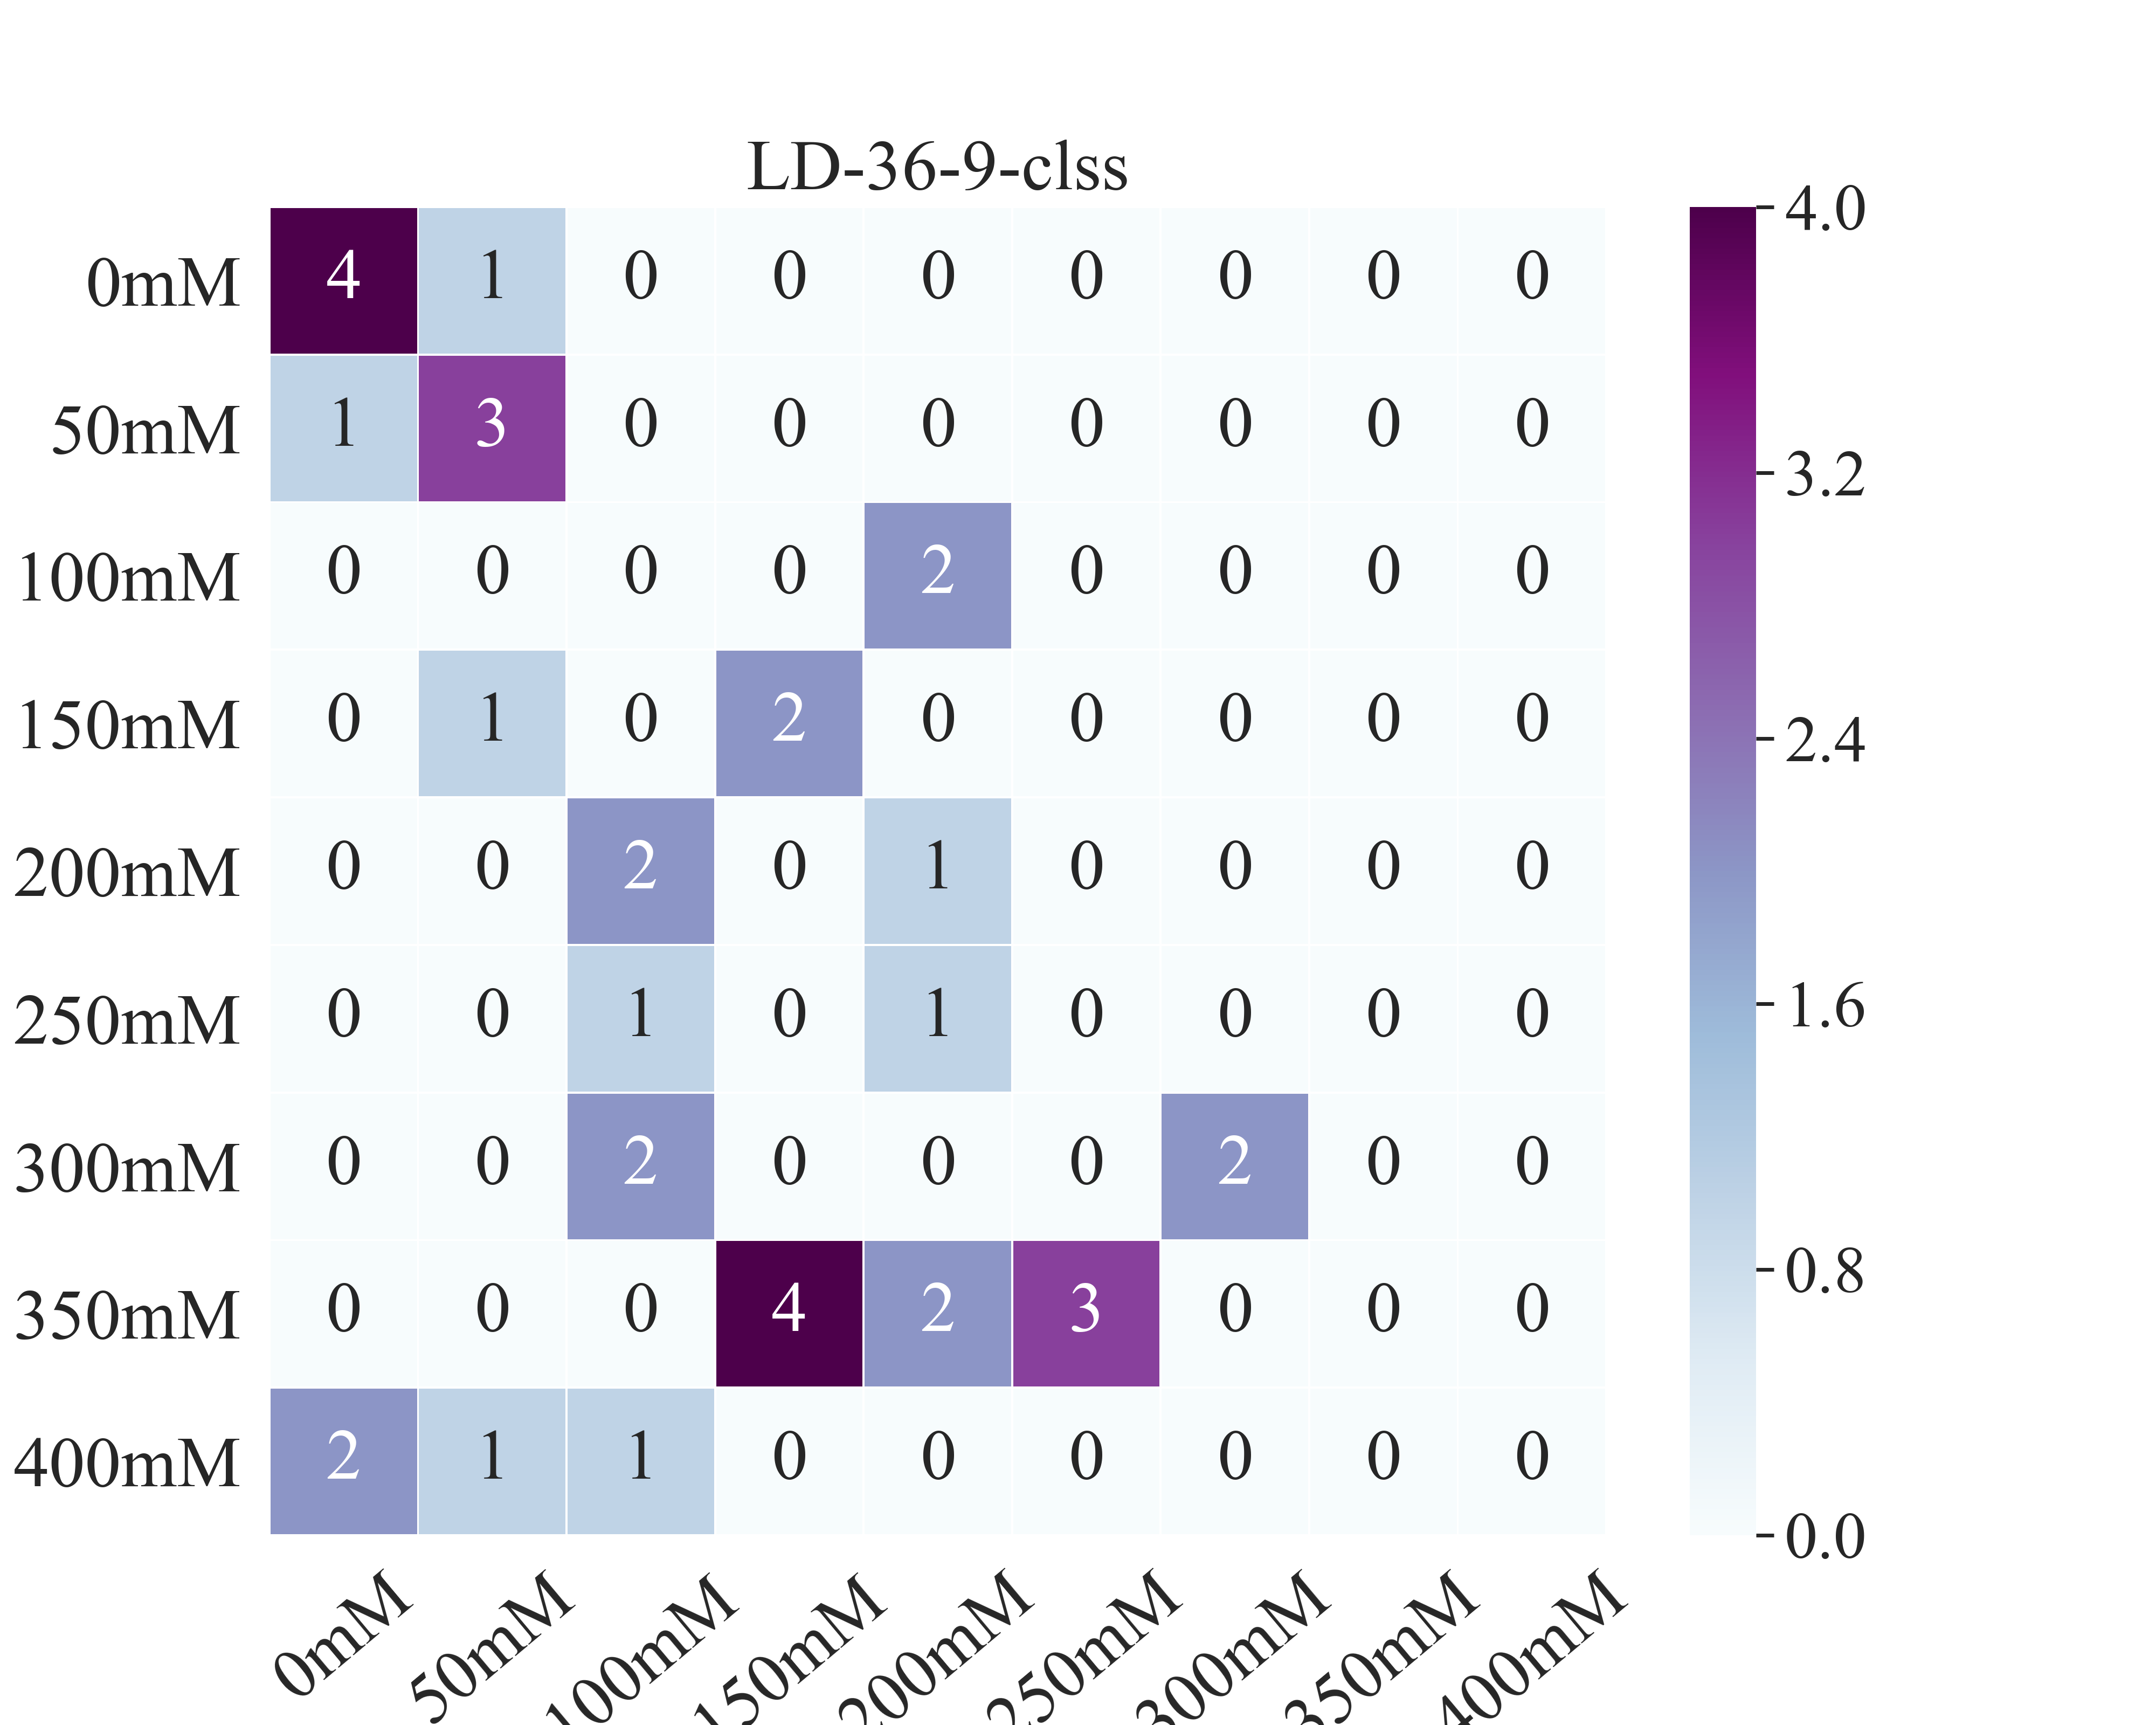 LD-36-9-clss
0mM 4 1 0 0 0 0 0 0 0
50mM 1 3 0 0 0 0 0 0 0
100mM 0 0 0 0 2 0 0 0 0
150mM 0 1 0 2 0 0 0 0 0
200mM 0 0 2 0 1 0 0 0 0
250mM 0 0 1 0 1 0 0 0 0
300mM 0 0 2 0 0 0 2 0 0
350mM 0 0 0 4 2 3 0 0 0
400mM 2 1 1 0 0 0 0 0 0
0mM 50mM 100mM 150mM 200mM 250mM 300mM 350mM 400mM
4.0
3.2
2.4
1.6
0.8
0.0